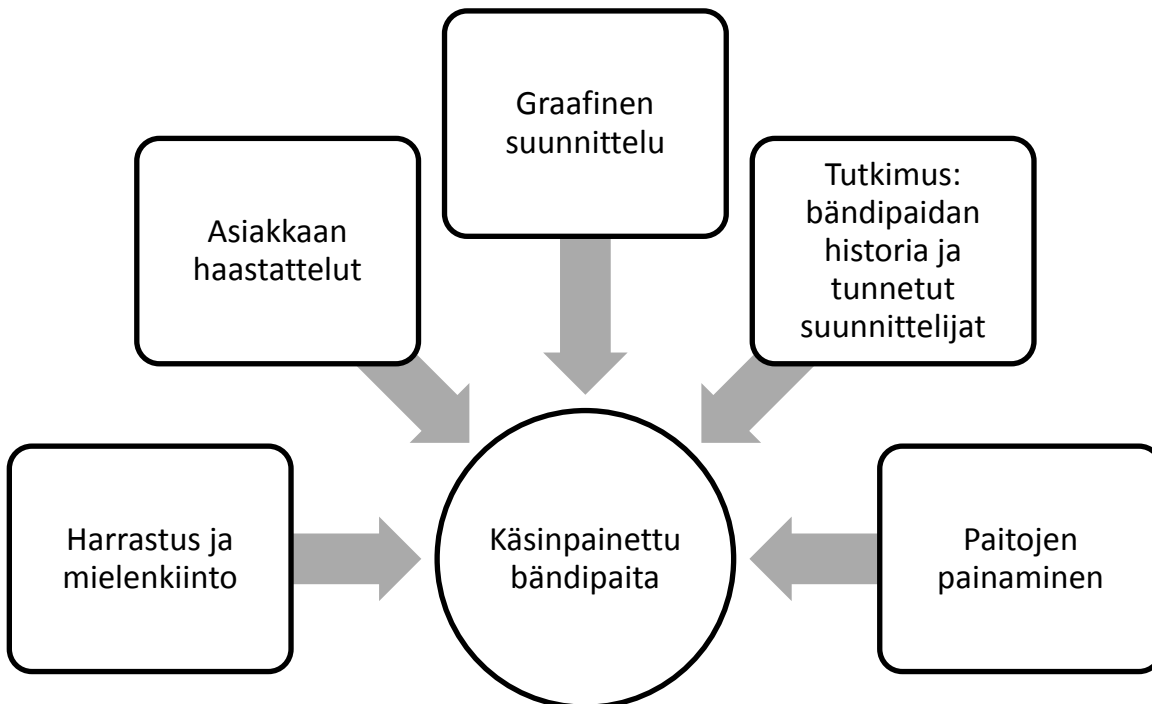 Graafinen
suunnittelu
Asiakkaan
haastattelut
Tutkimus:
bändipaidan
historia ja
tunnetut
suunnittelijat
Harrastus ja
mielenkiinto
Käsinpainettu
bändipaita
Paitojen
painaminen